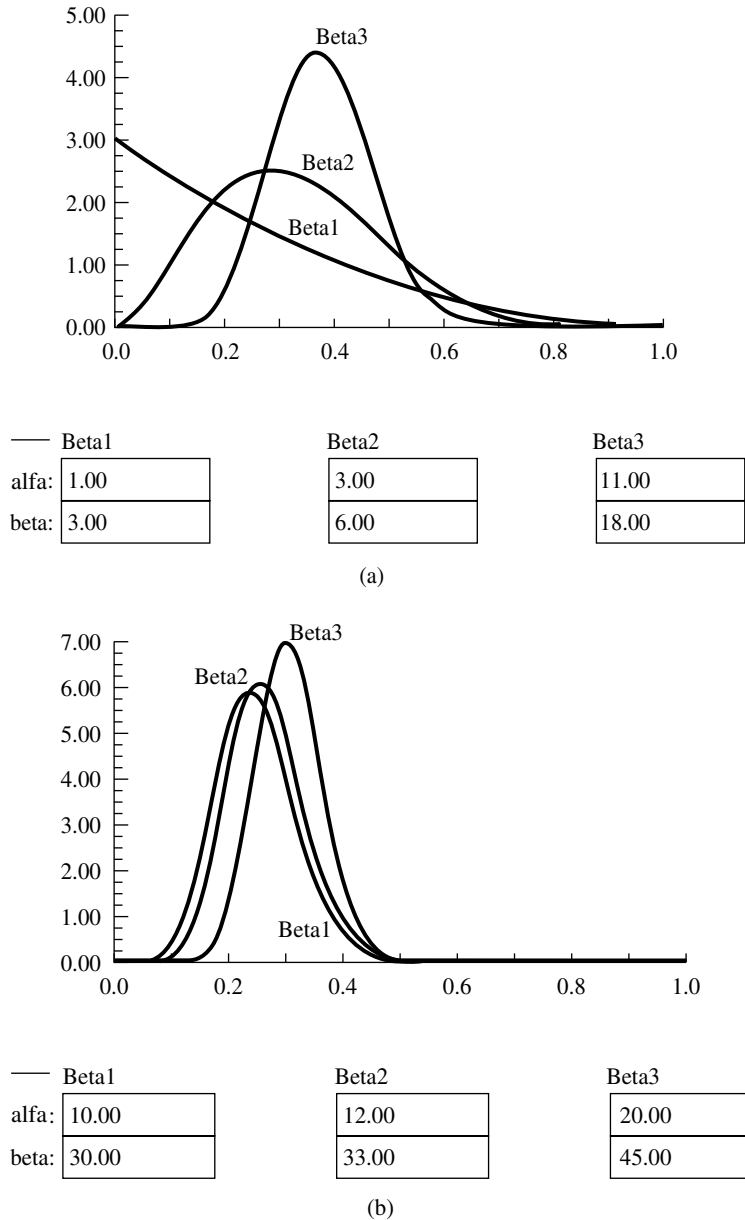 5.00
Beta3
4.00
3.00
Beta2
2.00
Beta1
1.00
0.00
0.0 0.2 0.4 0.6 0.8 1.0
Beta1 Beta2 Beta3
alfa: 1.00 3.00 11.00
beta: 3.00 6.00 18.00
(a)
7.00
Beta3
Beta2
6.00
5.00
4.00
3.00
2.00
1.00
Beta1
0.00
0.0 0.2 0.4 0.6 0.8 1.0
Beta1 Beta2 Beta3
alfa: 10.00 12.00 20.00
beta: 30.00 33.00 45.00
(b)